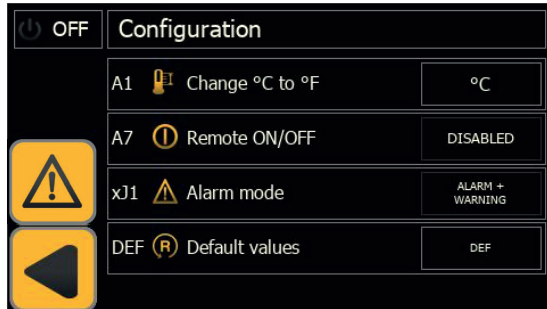 OFF Configuration
A1 Change °C to °F °C
A7 Remote ON/OFF DISABLED
xJ1 Alarm mode ALARM +
WARNING
DEF R Default values DEF